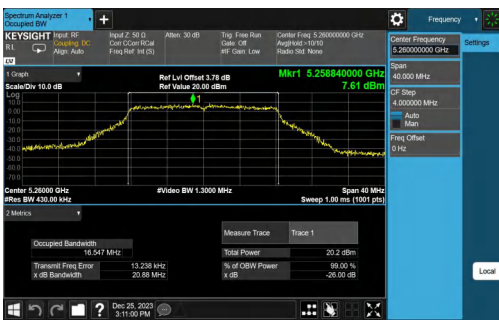 Spectrum Analyzer 1
Occupied BW
Frequency
KEYSIGHT Input: RF Input Z: 50 Ω Atten: 30 dB Trig: Free Run Center Freq: 5.260000000 GHz
RL Coupling: DC Corr CCorr RCal Gate: Off Avg|Hold:>10/10
Align: Auto Freq Ref: Int (S) #IF Gain: Low Radio Std: None
LW
Center Frequency
5.260000000 GHz
Settings
Span
40.000 MHz
CF Step
4.000000 MHz
Auto
Man
Freq Offset
0 Hz
Local
1 Graph
Scale/Div 10.0 dB
Ref Lvl Offset 3.78 dB
Ref Value 20.00 dBm
Mkr1 5.258840000 GHz
7.61 dBm
Log
10.0
0.00
-10.0
-20.0
-30.0
-40.0
-50.0
-60.0
-70.0
1
Center 5.26000 GHz #Video BW 1.3000 MHz Span 40 MHz
#Res BW 430.00 kHz Sweep 1.00 ms (1001 pts)
2 Metrics
Measure Trace Trace 1
Occupied Bandwidth
16.547 MHz Total Power 20.2 dBm
Transmit Freq Error 13.238 kHz % of OBW Power 99.00 %
x dB Bandwidth 20.88 MHz x dB -26.00 dB
? Dec 25, 2023
3:11:00 PM